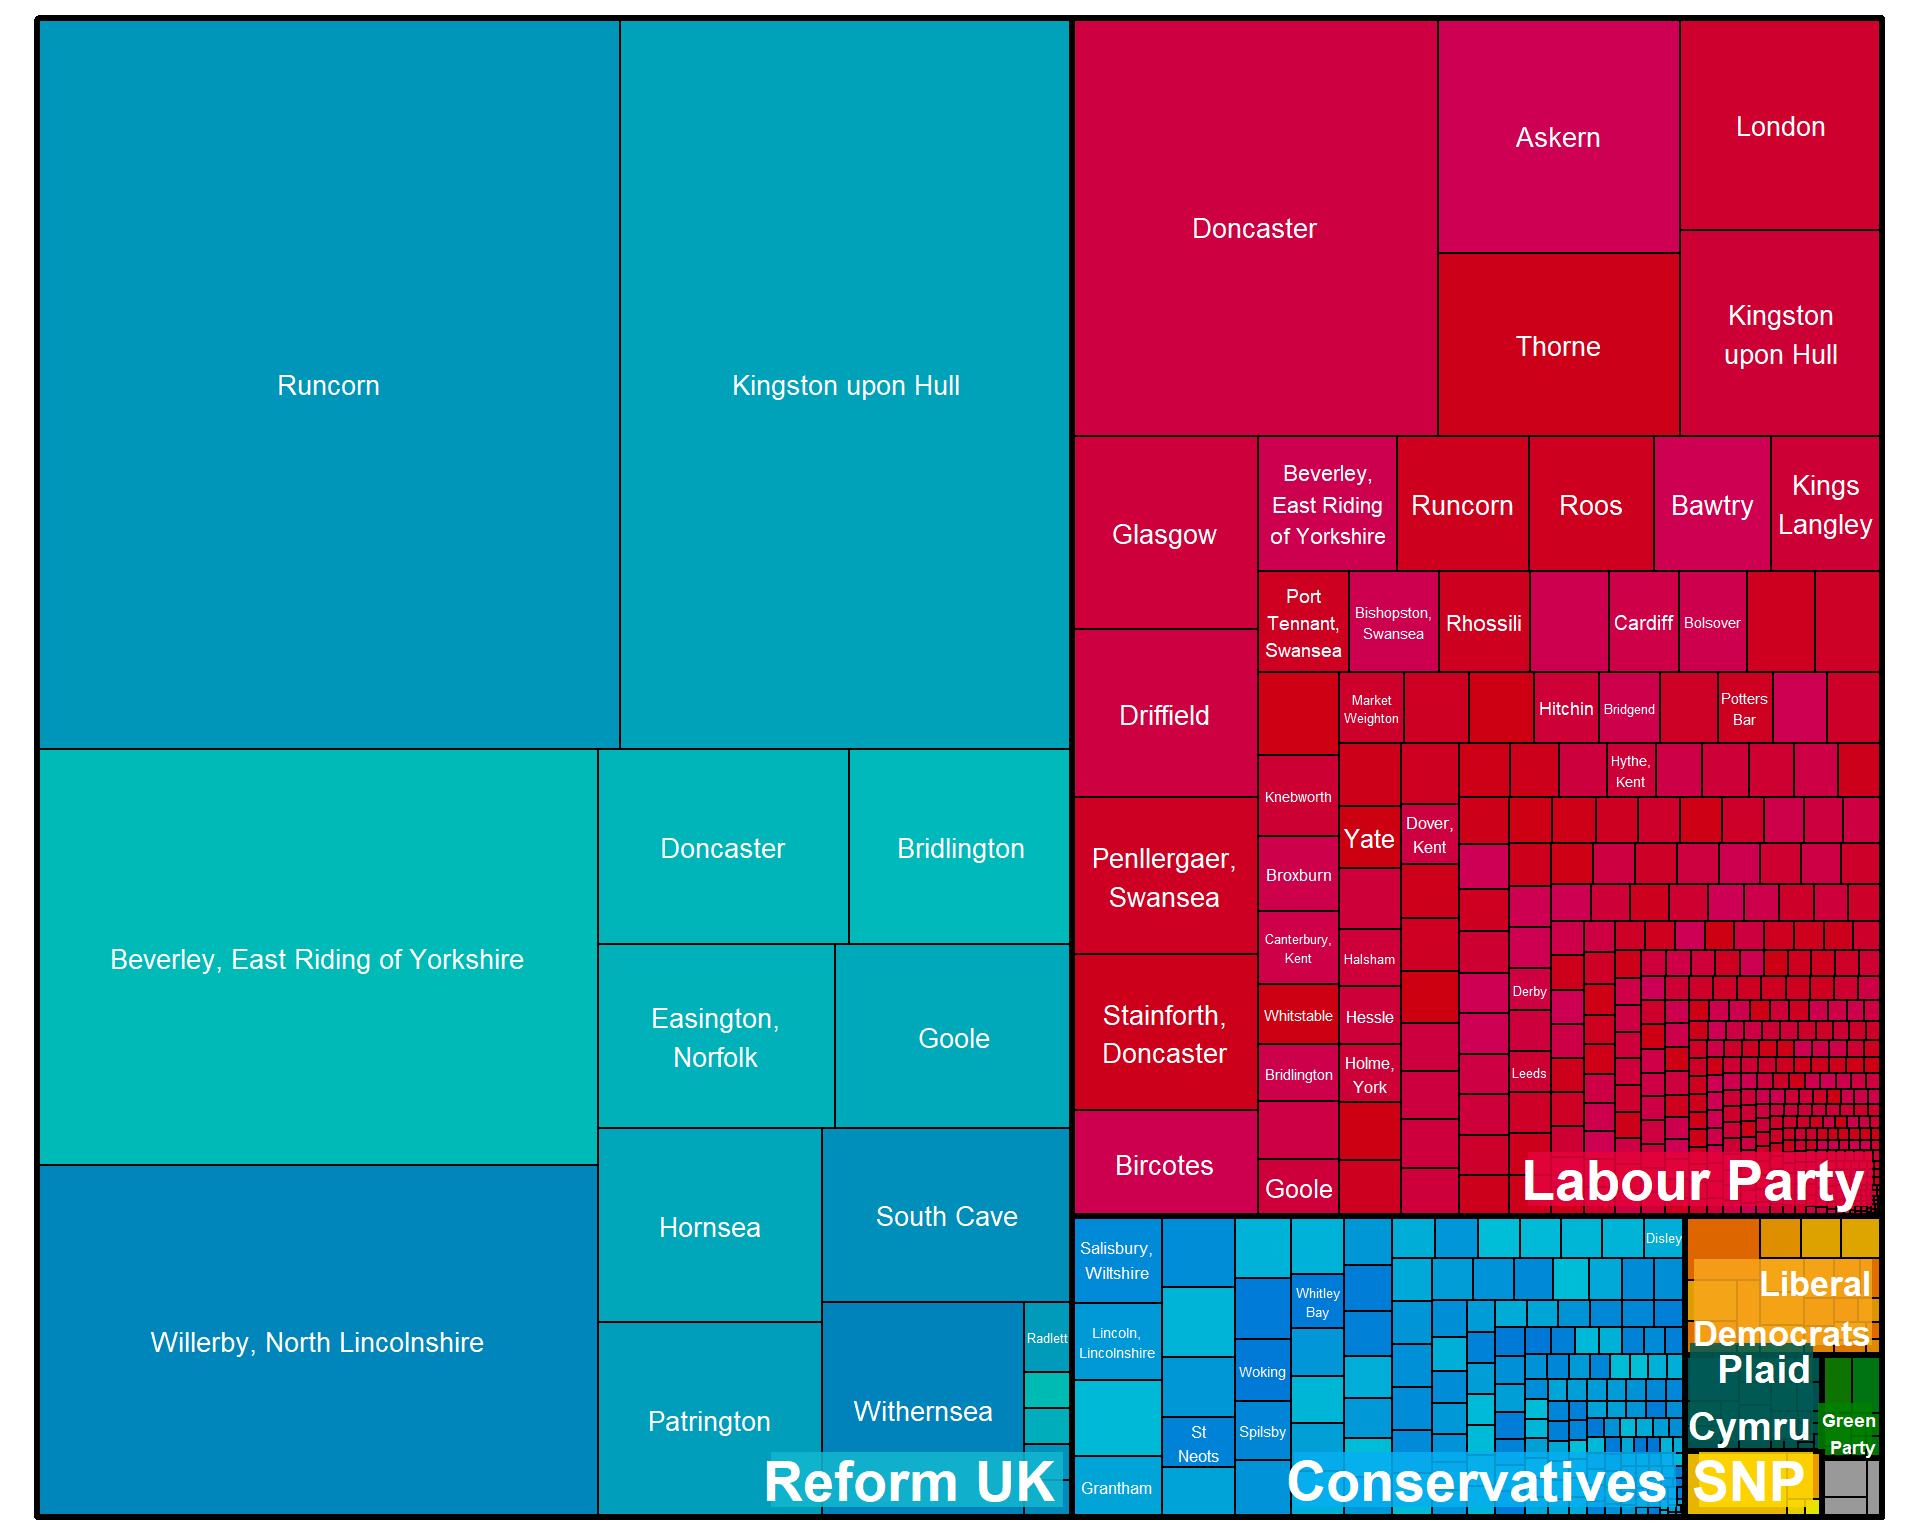 Runcorn
Kingston upon Hull
Beverley, East Riding of Yorkshire
Willerby, North Lincolnshire
Doncaster
Bridlington
Easington,
Norfolk
Goole
Hornsea
South Cave
Patrington
Withernsea
Radlett
Reform UK
Doncaster
Askern
London
Thorne
Kingston
upon Hull
Glasgow
Driffield
Penllergaer,
Swansea
Stainforth,
Doncaster
Bircotes
Beverley,
East Riding
of Yorkshire
Runcorn
Roos
Bawtry
Kings
Langley
Port
Tennant,
Swansea
Bishopston,
Swansea
Rhossili
Cardiff
Bolsover
Market
Weighton
Hitchin
Bridgend
Potters
Bar
Knebworth
Hythe,
Kent
Yate
Dover,
Kent
Broxburn
Canterbury,
Kent
Halsham
Whitstable
Hessle
Derby
Bridlington
Holme,
York
Leeds
Goole
Labour Party
Salisbury,
Wiltshire
Disley
Whitley
Bay
Lincoln,
Lincolnshire
Woking
St
Neots
Spilsby
Grantham
Conservatives
Liberal
Democrats
Plaid
Cymru
Green
Party
SNP